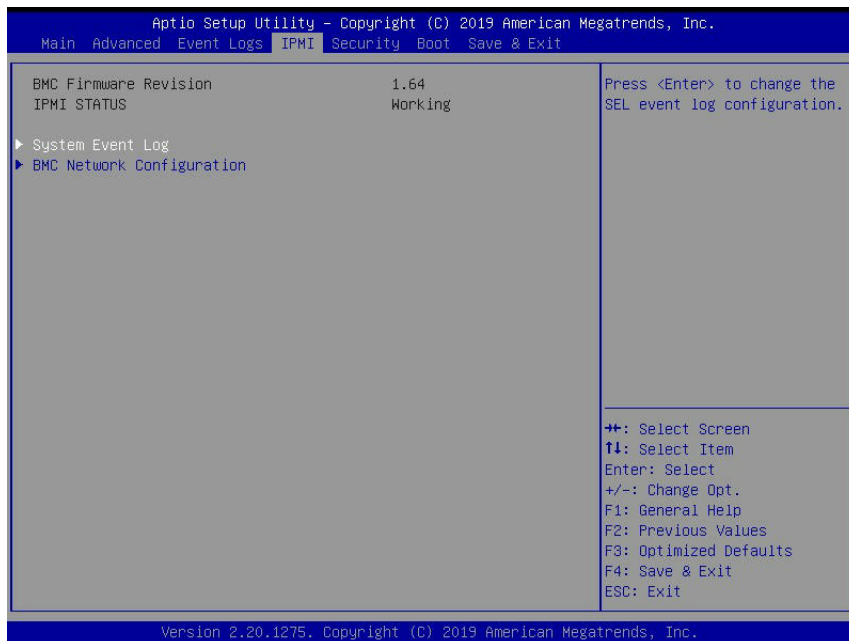 Aptio Setup Utility – Copyright (C) 2019 American Megatrends, Inc.
Main Advanced Event Logs IPMI Security Boot Save & Exit
BMC Firmware Revision 1.64
IPMI STATUS Working
System Event Log
BMC Network Configuration
Press <Enter> to change the
SEL event log configuration.
→←: Select Screen
↑↓: Select Item
Enter: Select
+/-: Change Opt.
F1: General Help
F2: Previous Values
F3: Optimized Defaults
F4: Save & Exit
ESC: Exit
Version 2.20.1275. Copyright (C) 2019 American Megatrends, Inc.